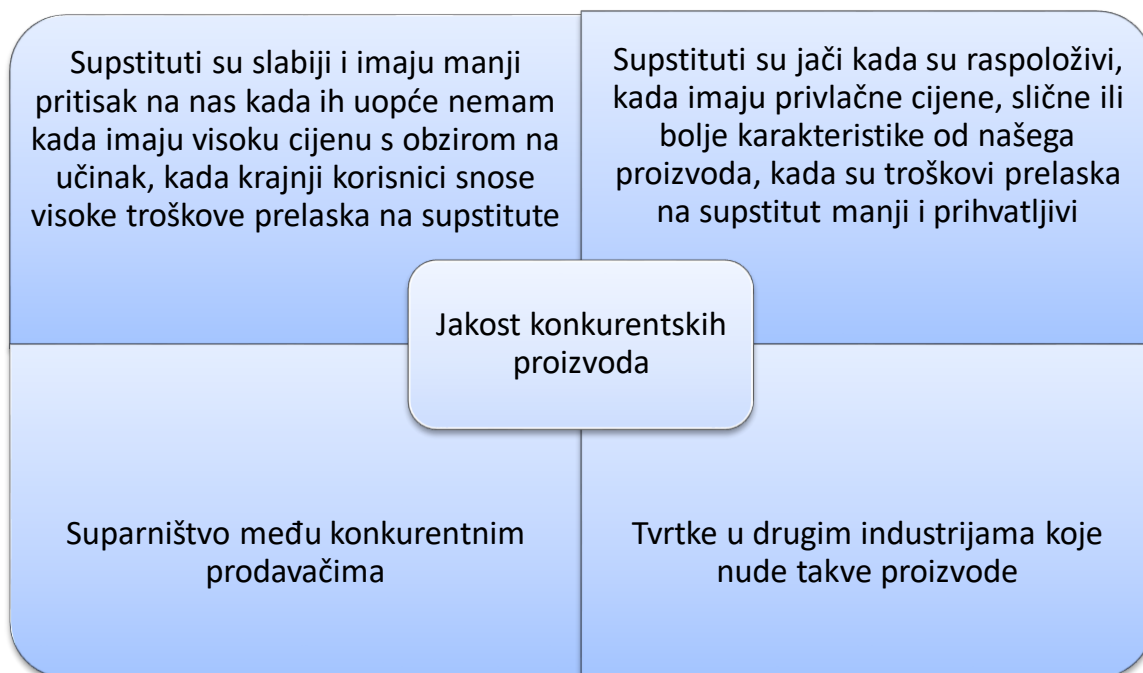 Supstituti su slabiji i imaju manji
pritisak na nas kada ih uopće nemam
kada imaju visoku cijenu s obzirom na
učinak, kada krajnji korisnici snose
visoke troškove prelaska na supstitute
Supstituti su jači kada su raspoloživi,
kada imaju privlačne cijene, slične ili
bolje karakteristike od našega
proizvoda, kada su troškovi prelaska
na supstitut manji i prihvatljivi
Jakost konkurentskih
proizvoda
Suparništvo među konkurentnim
prodavačima
Tvrtke u drugim industrijama koje
nude takve proizvode